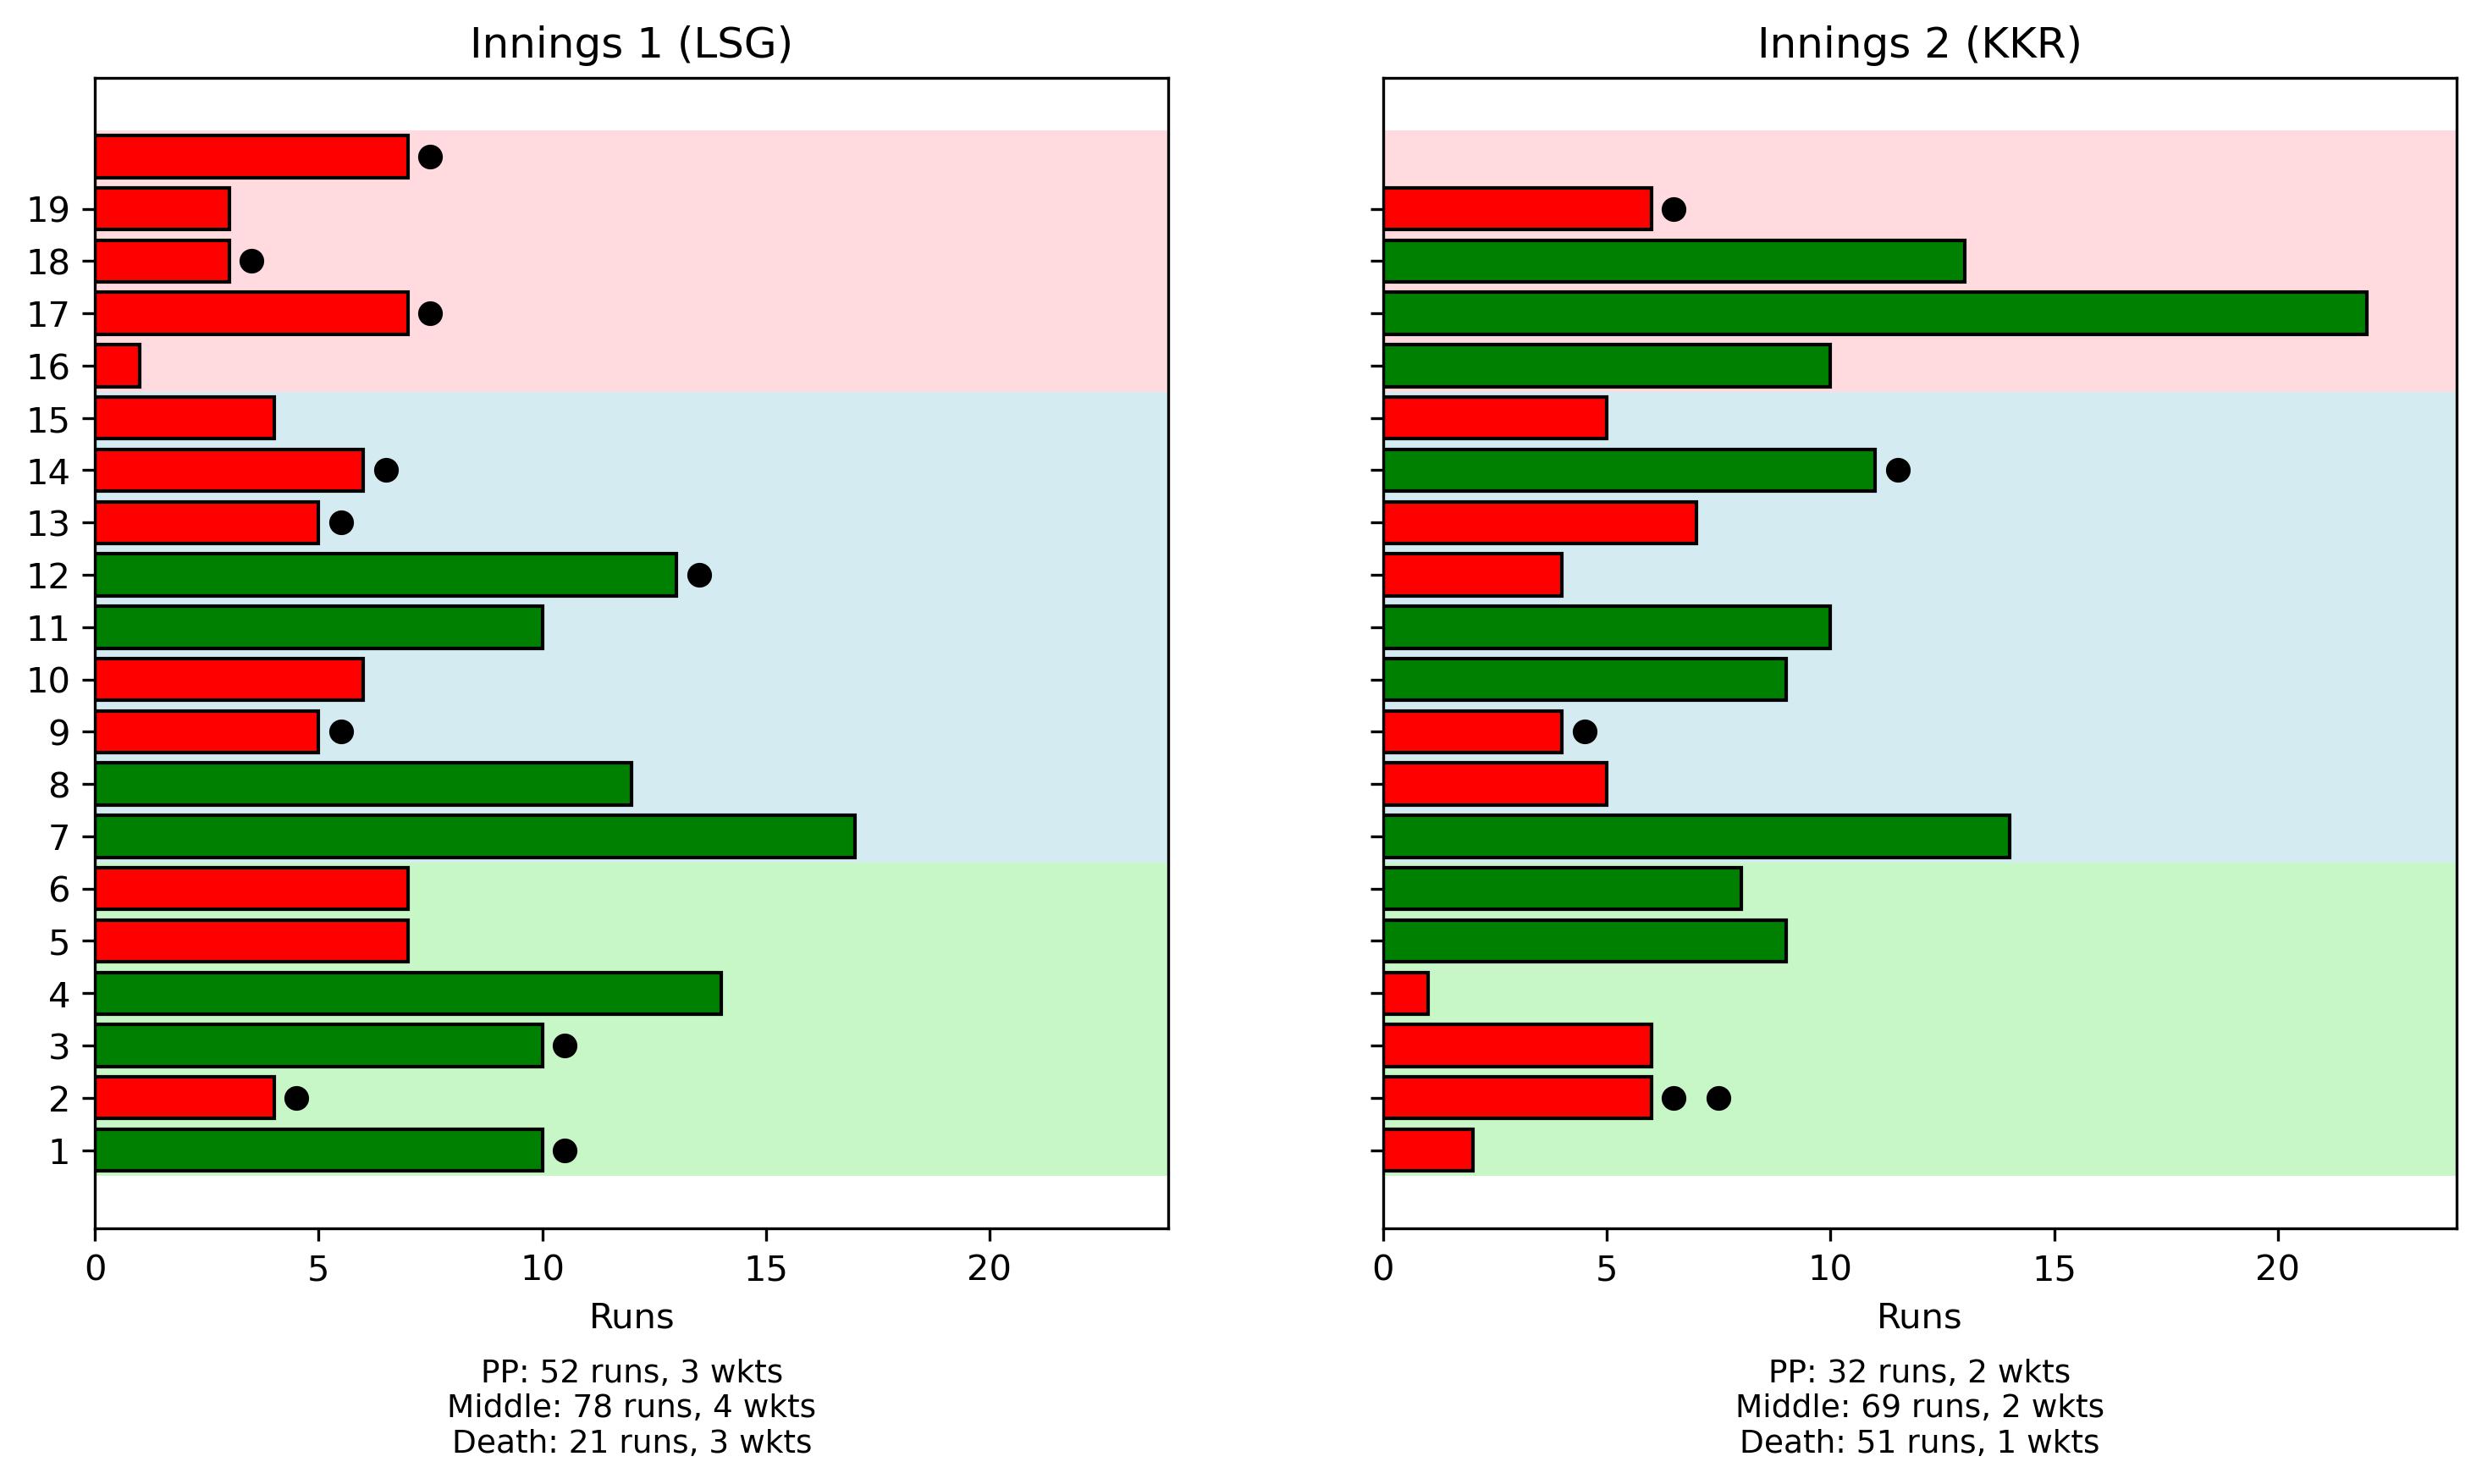 Innings 1 (LSG)
19
18
17
16
15
14
13
12
11
10
9
8
7
6
5
4
3
2
1
0 5 10 15 20
Runs
PP: 52 runs, 3 wkts
Middle: 78 runs, 4 wkts
Death: 21 runs, 3 wkts
Innings 2 (KKR)
0 5 10 15 20
Runs
PP: 32 runs, 2 wkts
Middle: 69 runs, 2 wkts
Death: 51 runs, 1 wkts